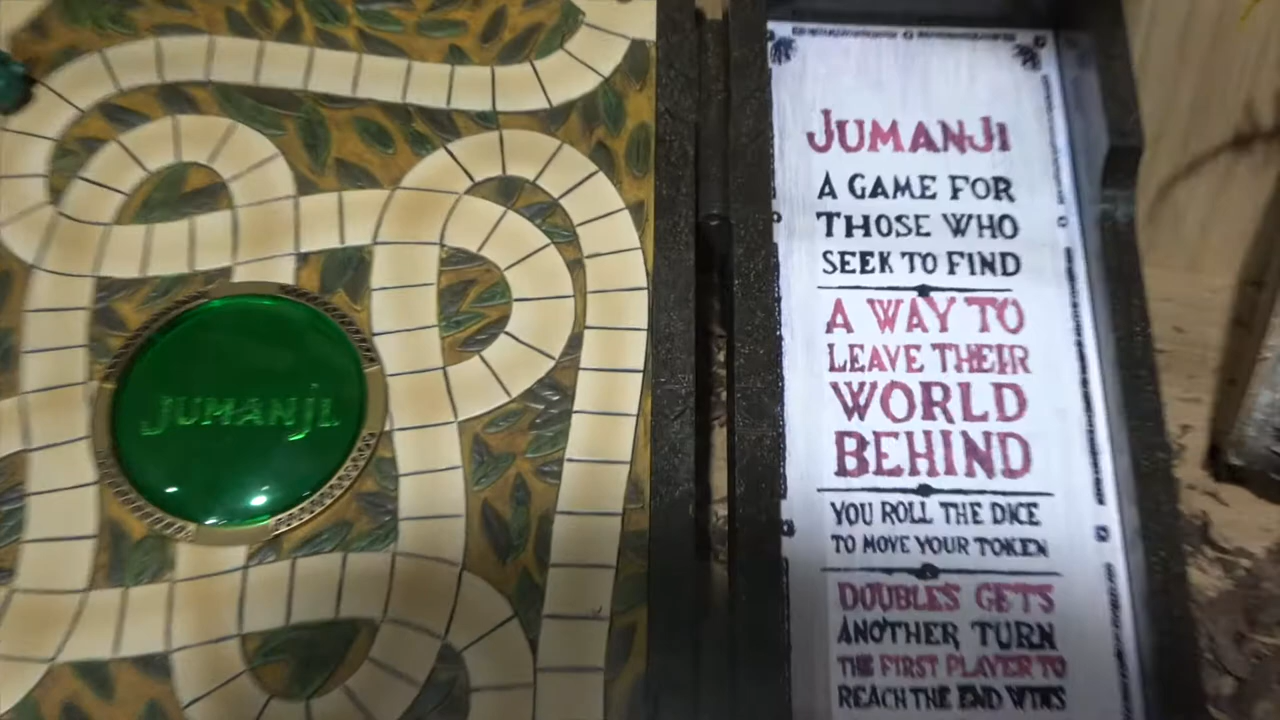 JUMANJI
JUMANJI
A GAME FOR
THOSE WHO
SEEK TO FIND
A WAY TO
LEAVE THEIR
WORLD
BEHIND
YOU ROLL THE DICE
TO MOVE YOUR TOKEN
DOUBLES GETS
ANOTHER TURN
THE FIRST PLAYER TO
REACH THE END WINS